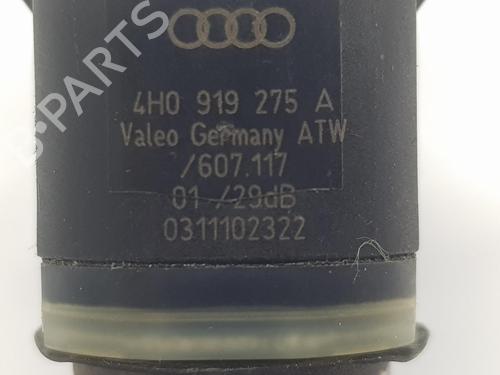 4H0 919 275 A
Valeo Germany ATW
/607.117
01 /29dB
0311102322
B-PARTS